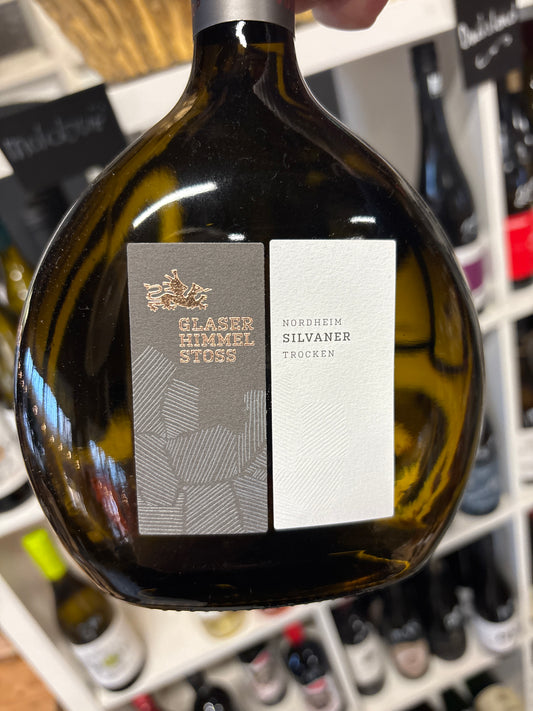 GLASER
HIMMEL
STOSS
NORDHEIM
SILVANER
TROCKEN